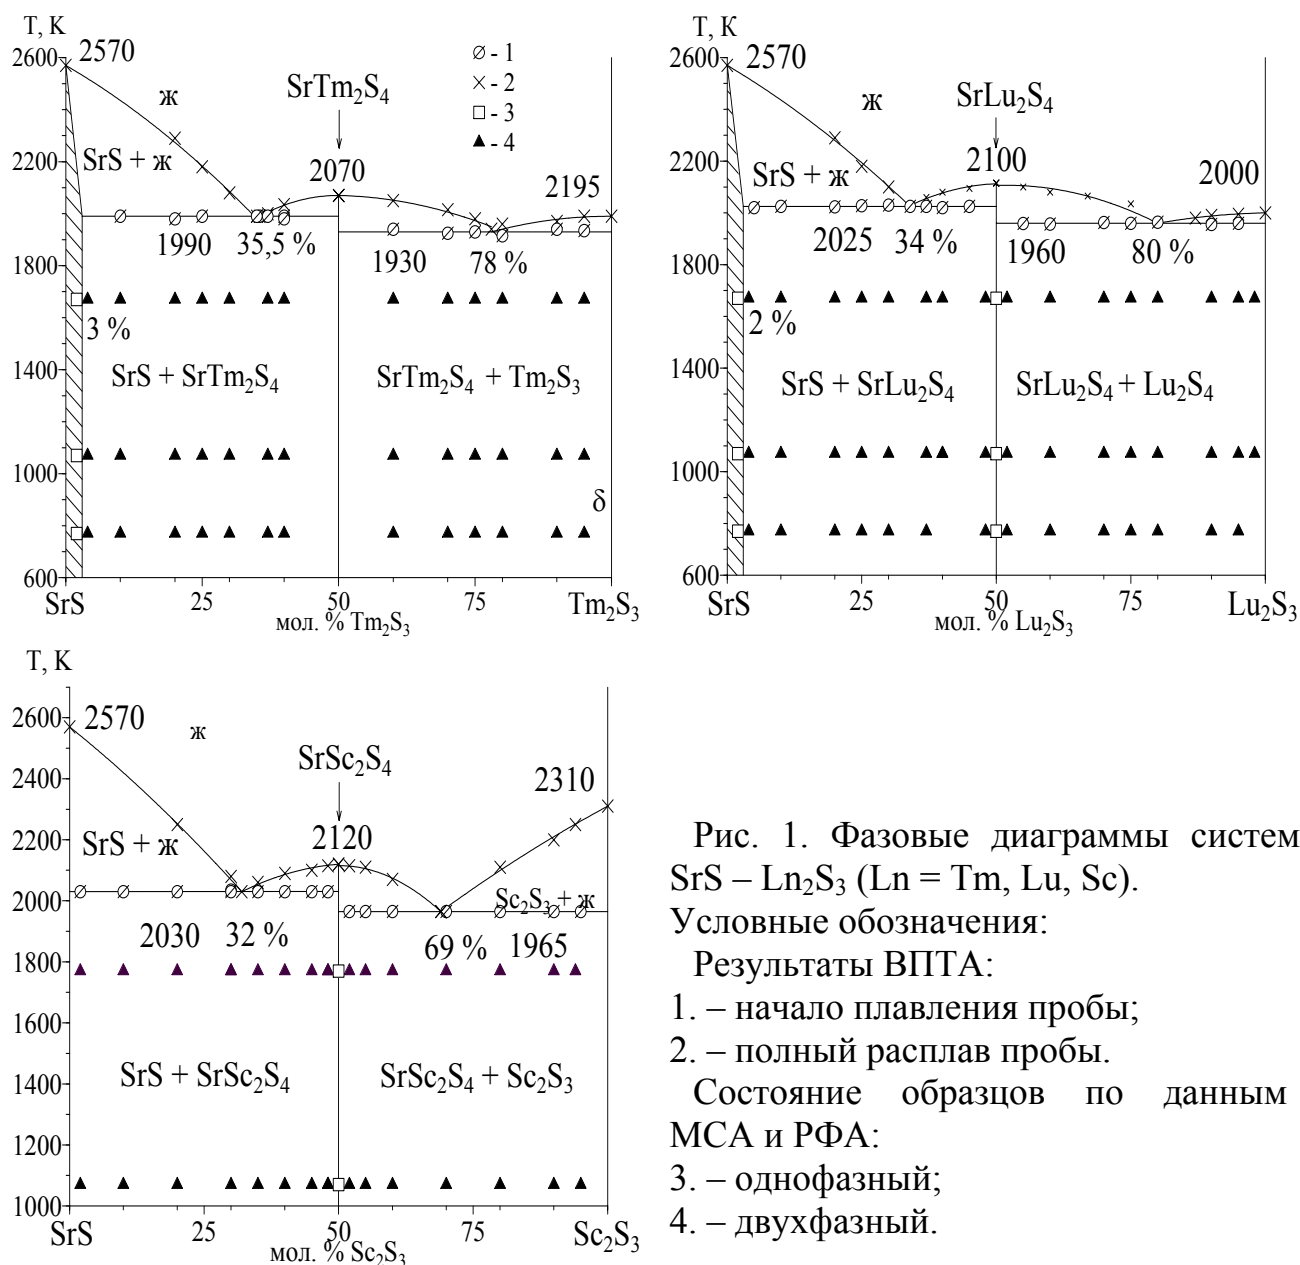 T, K
2600
2200
1800
1400
1000
600
2570
ж
SrTm₂S₄
- 1
- 2
- 3
- 4
SrS + ж
2070
2195
1990
35,5 %
1930
78 %
3 %
SrS + SrTm₂S₄
SrTm₂S₄ + Tm₂S₃
δ
SrS
25
50
75
Tm₂S₃
мол. % Tm₂S₃
T, K
2600
2200
1800
1400
1000
600
2570
ж
SrLu₂S₄
SrS + ж
2100
2000
2025
34 %
1960
80 %
2 %
SrS + SrLu₂S₄
SrLu₂S₄ + Lu₂S₄
SrS
25
50
75
Lu₂S₃
мол. % Lu₂S₃
T, K
2600
2400
2200
2000
1800
1600
1400
1200
1000
2570
ж
SrSc₂S₄
2310
SrS + ж
2120
Sc₂S₃ + ж
2030
32 %
69 %
1965
SrS + SrSc₂S₄
SrSc₂S₄ + Sc₂S₃
SrS
25
50
75
Sc₂S₃
мол. % Sc₂S₃
Рис. 1. Фазовые диаграммы систем
SrS – Ln₂S₃ (Ln = Tm, Lu, Sc).
Условные обозначения:
Результаты ВПТА:
1. – начало плавления пробы;
2. – полный расплав пробы.
Состояние образцов по данным
МСА и РФА:
3. – однофазный;
4. – двухфазный.